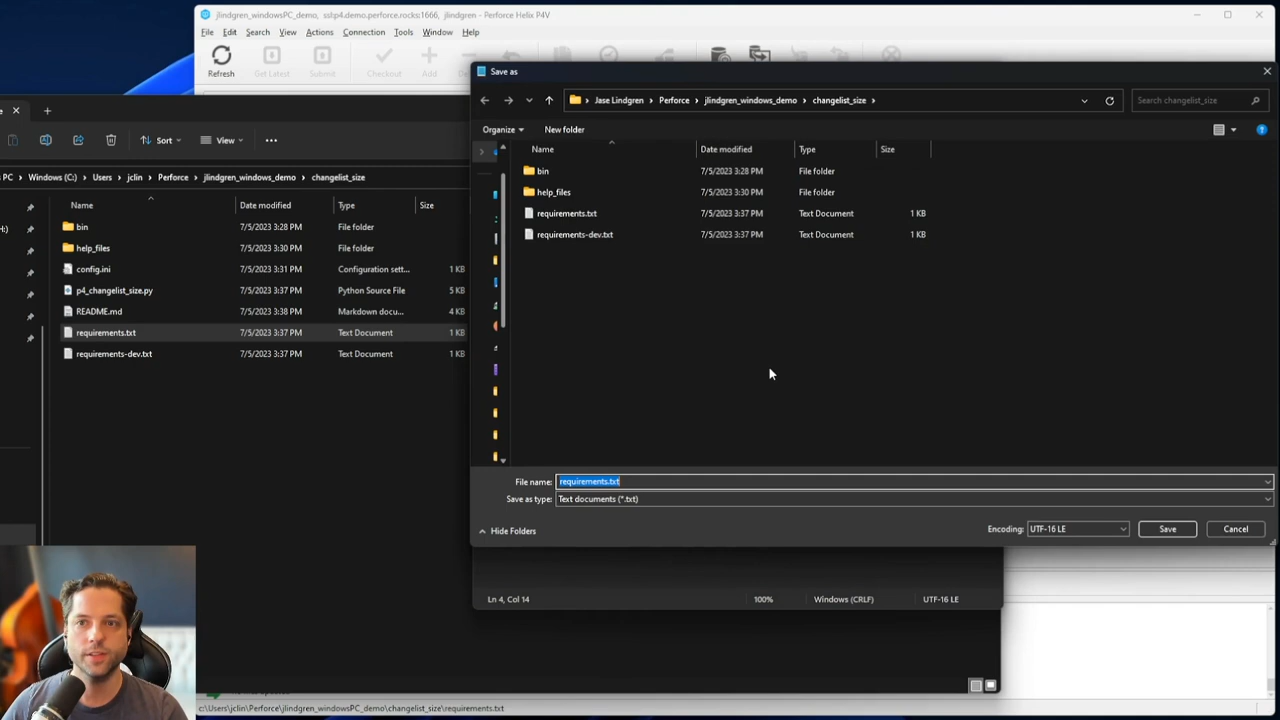 jlindgren_windowsPC_demo, ssl:p4.demo.perforce.rocks:1666, jlindgren - Perforce Helix P4V
File Edit Search View Actions Connection Tools Window Help
Refresh Get Latest Submit Checkout Add
Save as
Jase Lindgren > Perforce > jlindgren_windows_demo > changelist_size >
Search changelist_size
Organize New folder
Name Date modified Type Size
bin 7/5/2023 3:28 PM File folder
help_files 7/5/2023 3:30 PM File folder
requirements.txt 7/5/2023 3:37 PM Text Document 1 KB
requirements-dev.txt 7/5/2023 3:37 PM Text Document 1 KB
File name: requirements.txt
Save as type: Text documents (*.txt)
Hide Folders
Encoding: UTF-16 LE Save Cancel
Ln 4, Col 14 100% Windows (CRLF) UTF-16 LE
Sort View
PC > Windows (C:) > Users > jclin > Perforce > jlindgren_windows_demo > changelist_size
Name Date modified Type Size
bin 7/5/2023 3:28 PM File folder
help_files 7/5/2023 3:30 PM File folder
config.ini 7/5/2023 3:31 PM Configuration sett... 1 KB
p4_changelist_size.py 7/5/2023 3:37 PM Python Source File 5 KB
README.md 7/5/2023 3:38 PM Markdown docu... 4 KB
requirements.txt 7/5/2023 3:37 PM Text Document 1 KB
requirements-dev.txt 7/5/2023 3:37 PM Text Document 1 KB
c:\Users\jclin\Perforce\jlindgren_windowsPC_demo\changelist_size\requirements.txt